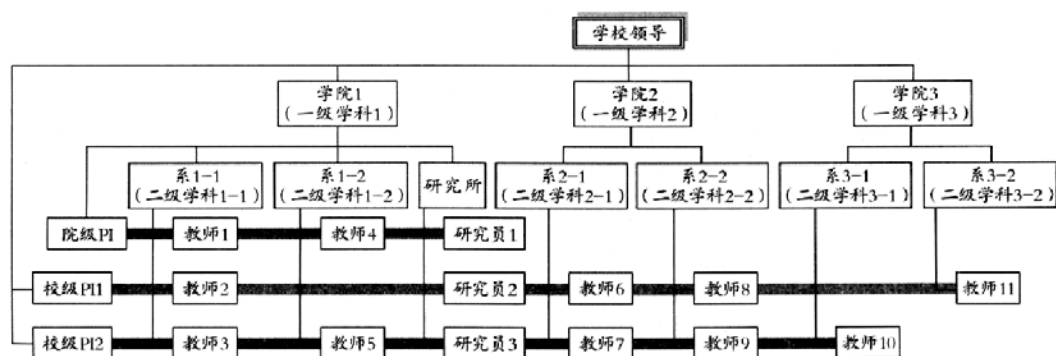 学校领导
学院1
(一级学科1)
学院2
(一级学科2)
学院3
(一级学科3)
系1-1
(二级学科1-1)
系1-2
(二级学科1-2)
研究所
系2-1
(二级学科2-1)
系2-2
(二级学科2-2)
系3-1
(二级学科3-1)
系3-2
(二级学科3-2)
院级PI
教师1
教师4
研究员1
校级PI1
教师2
研究员2
教师6
教师8
教师11
校级PI2
教师3
教师5
研究员3
教师7
教师9
教师10